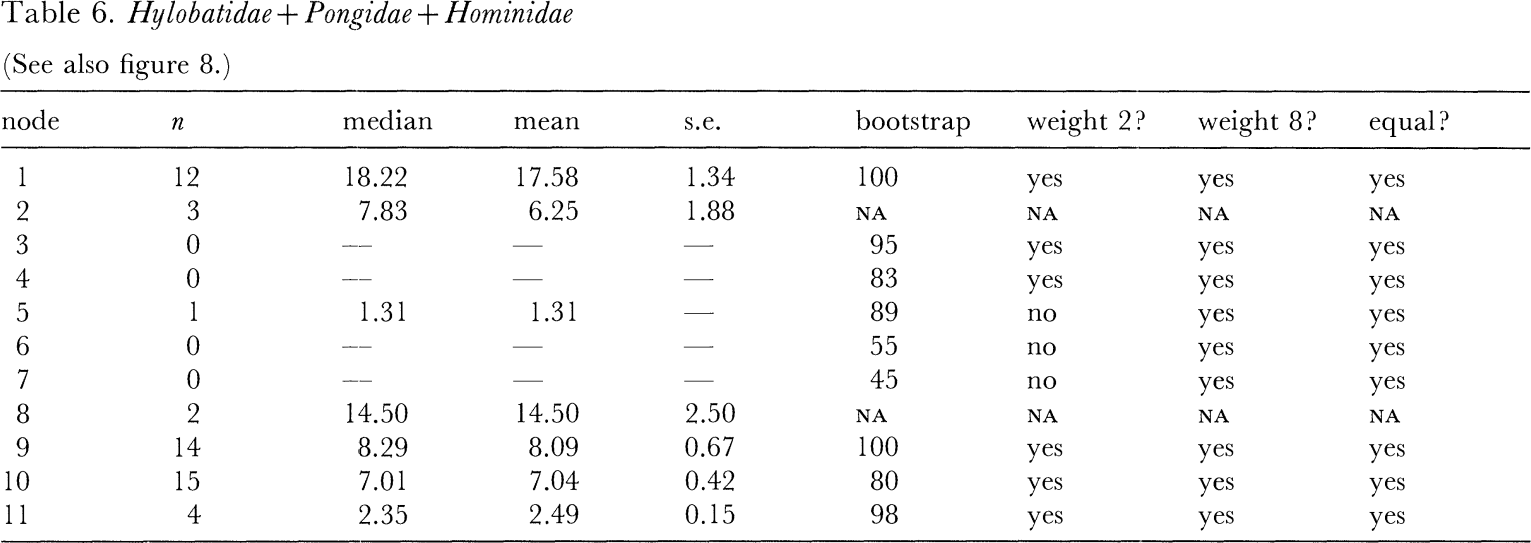 Table 6. Hylobatidae + Pongidae + Hominidae
(See also figure 8.)
node n median mean s.e. bootstrap weight 2? weight 8? equal?
1 12 18.22 17.58 1.34 100 yes yes yes
2 3 7.83 6.25 1.88 NA NA NA NA
3 0 — — — 95 yes yes yes
4 0 — — — 83 yes yes yes
5 1 1.31 1.31 — 89 no yes yes
6 0 — — — 55 no yes yes
7 0 — — — 45 no yes yes
8 2 14.50 14.50 2.50 NA NA NA NA
9 14 8.29 8.09 0.67 100 yes yes yes
10 15 7.01 7.04 0.42 80 yes yes yes
11 4 2.35 2.49 0.15 98 yes yes yes